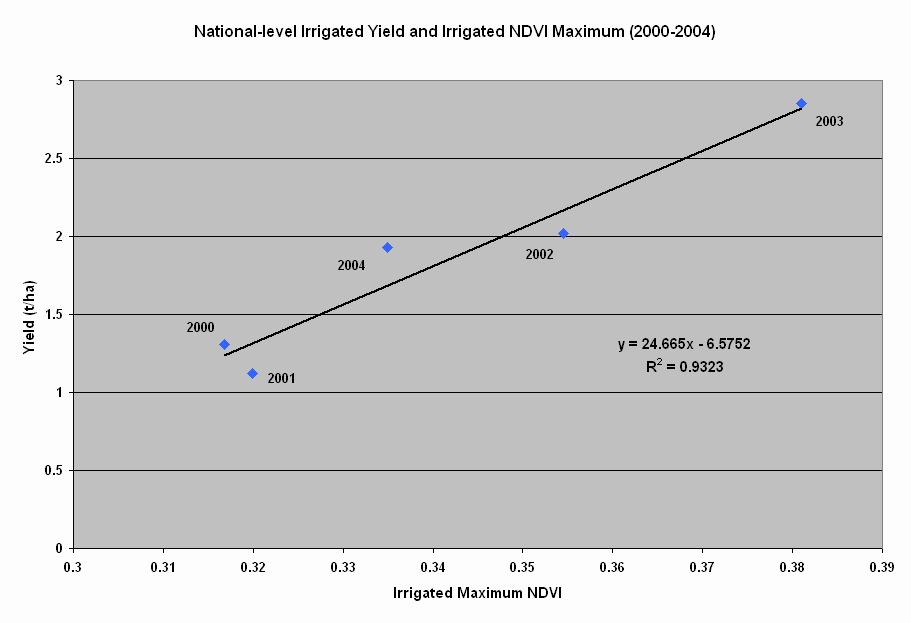 National-level Irrigated Yield and Irrigated NDVI Maximum (2000-2004)
3
2.5
2
1.5
1
0.5
0
Yield (t/ha)
2003
2002
2004
2000
2001
y = 24.665x - 6.5752
R² = 0.9323
0.3 0.31 0.32 0.33 0.34 0.35 0.36 0.37 0.38 0.39
Irrigated Maximum NDVI